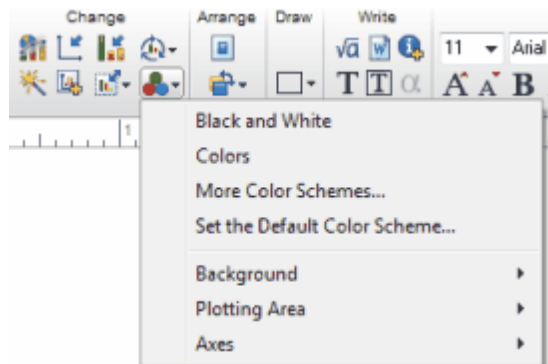 Change Arrange Draw Write
√α 11 Arial
T T α A A B
1
Black and White
Colors
More Color Schemes...
Set the Default Color Scheme...
Background
Plotting Area
Axes